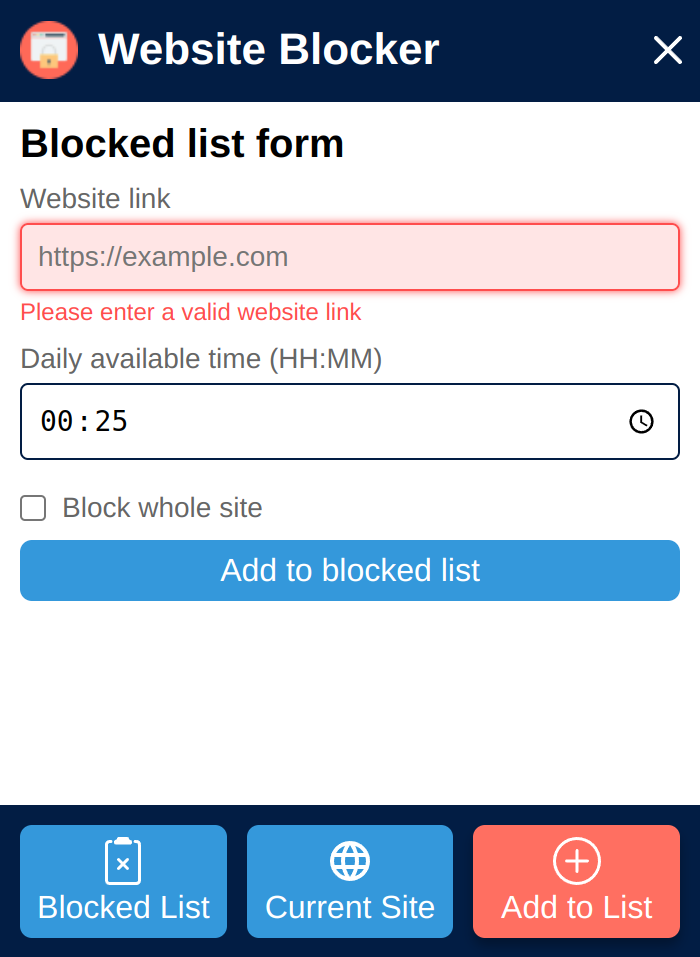 Website Blocker
Blocked list form
Website link
https://example.com
Please enter a valid website link
Daily available time (HH:MM)
00:25
Block whole site
Add to blocked list
Blocked List
Current Site
Add to List